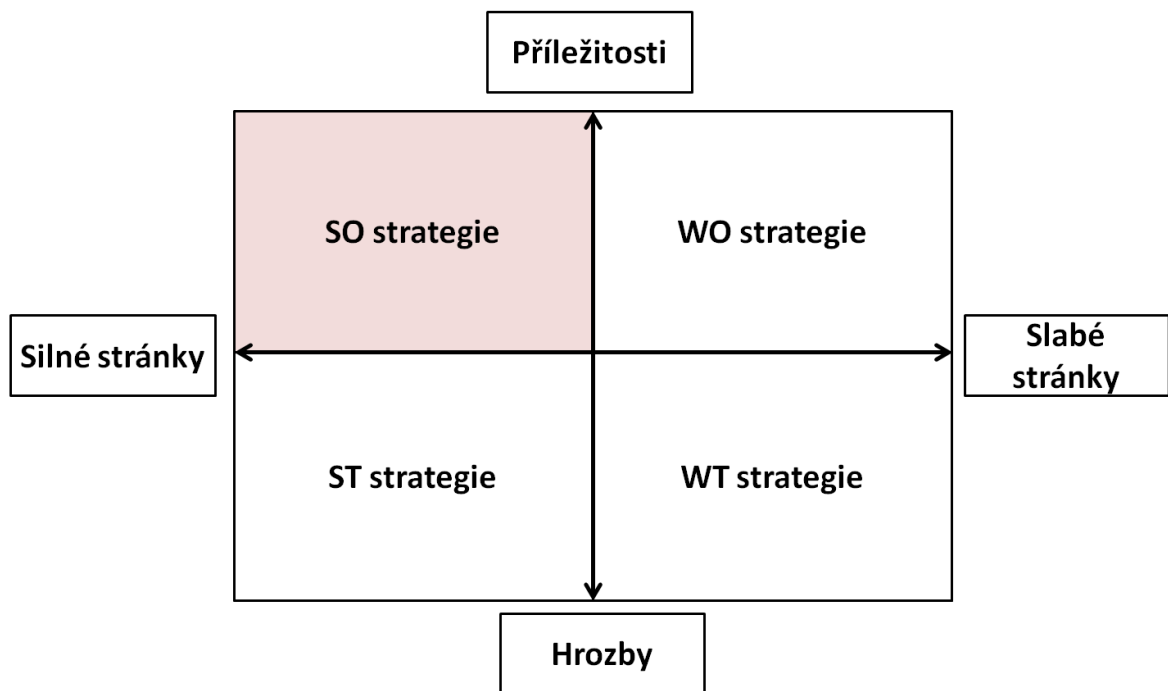 Příležitosti
SO strategie
WO strategie
Silné stránky
Slabé
stránky
ST strategie
WT strategie
Hrozby